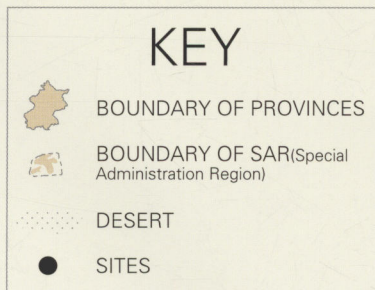 KEY
BOUNDARY OF PROVINCES
BOUNDARY OF SAR(Special
Administration Region)
DESERT
SITES